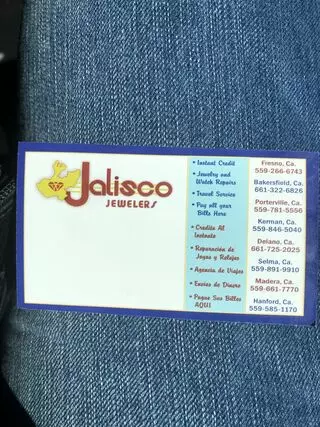 Jalisco
JEWELERS
• Instant Credit
• Jewelry and
Watch Repairs
• Travel Service
• Pay all your
Bills Here
• Credito Al
Instante
• Reparación de
Joyas y Relojes
• Agencia de Viajes
• Envios de Dinero
• Pague Sus Billes
AQUI
Fresno, Ca.
559-266-6743
Bakersfield, Ca.
661-322-6826
Porterville, Ca.
559-781-5556
Kerman, Ca.
559-846-5040
Delano, Ca.
661-725-2025
Selma, Ca.
559-891-9910
Madera, Ca.
559-661-7770
Hanford, Ca.
559-585-1170